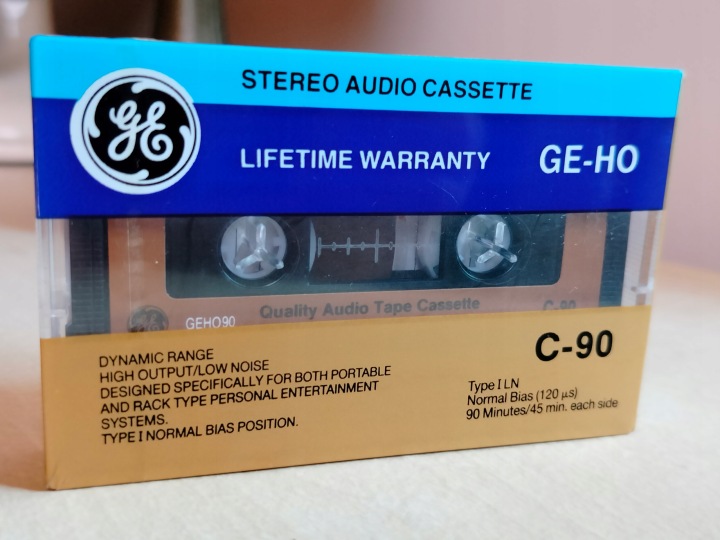 GE
STEREO AUDIO CASSETTE
LIFETIME WARRANTY
GE-HO
GE
GEHO90
Quality Audio Tape Cassette
C-90
C-90
DYNAMIC RANGE
HIGH OUTPUT/LOW NOISE
DESIGNED SPECIFICALLY FOR BOTH PORTABLE
AND RACK TYPE PERSONAL ENTERTAINMENT
SYSTEMS.
TYPE I NORMAL BIAS POSITION.
Type I LN
Normal Bias (120 μs)
90 Minutes/45 min. each side